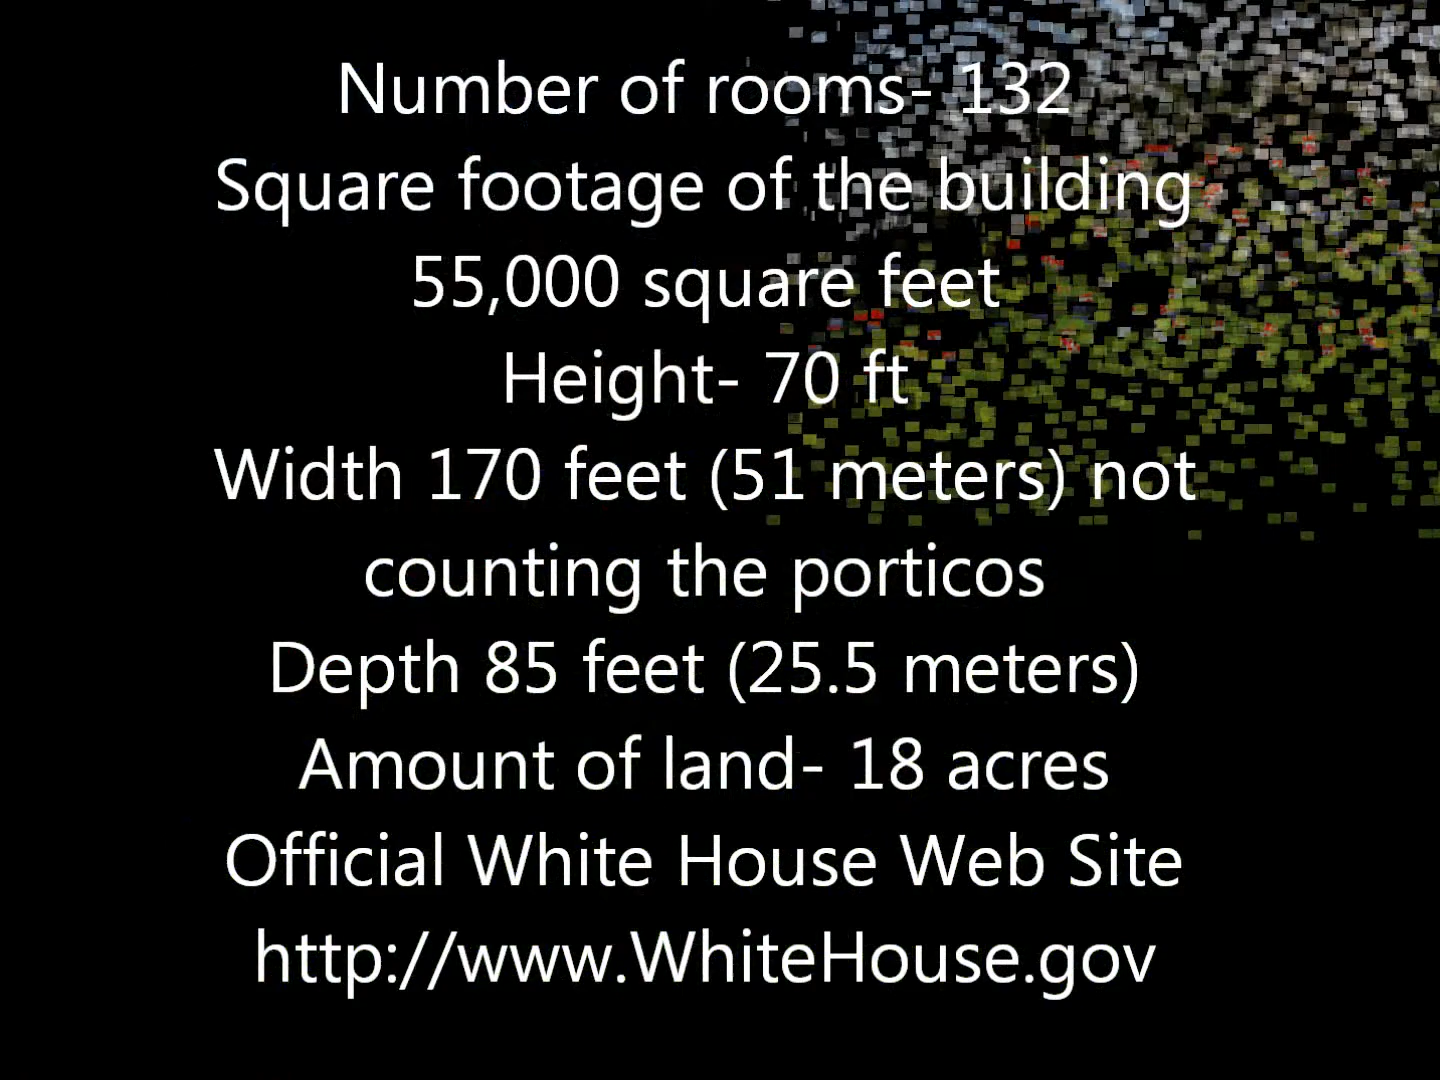 Number of rooms- 132
Square footage of the building
55,000 square feet
Height- 70 ft
Width 170 feet (51 meters) not
counting the porticos
Depth 85 feet (25.5 meters)
Amount of land- 18 acres
Official White House Web Site
http://www.WhiteHouse.gov